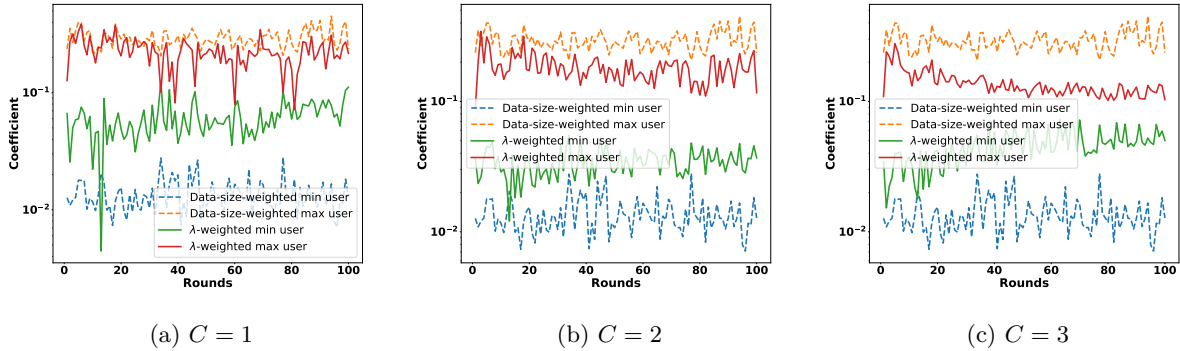 Coefficient
10⁻¹
10⁻²
Data-size-weighted min user
Data-size-weighted max user
λ-weighted min user
λ-weighted max user
0 20 40 60 80 100
Rounds
(a) C = 1
Coefficient
10⁻¹
10⁻²
Data-size-weighted min user
Data-size-weighted max user
λ-weighted min user
λ-weighted max user
0 20 40 60 80 100
Rounds
(b) C = 2
Coefficient
10⁻¹
10⁻²
Data-size-weighted min user
Data-size-weighted max user
λ-weighted min user
λ-weighted max user
0 20 40 60 80 100
Rounds
(c) C = 3